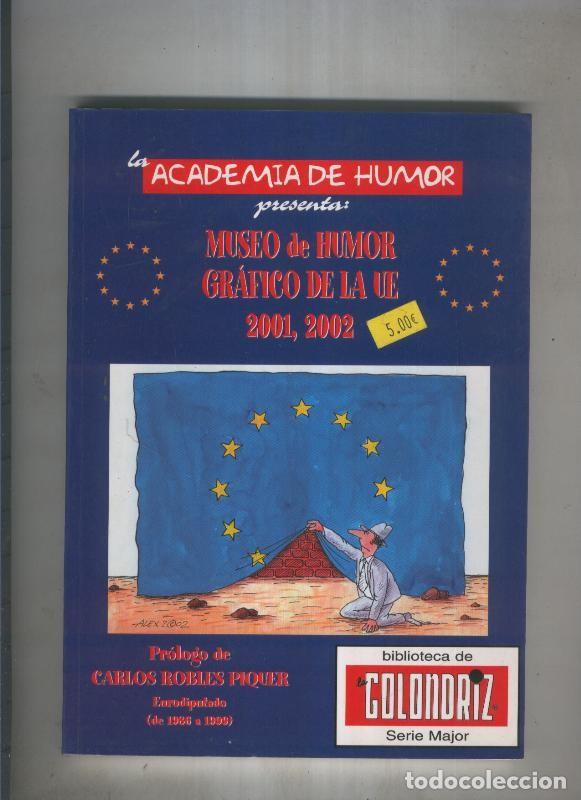 la ACADEMIA DE HUMOR
presenta:
MUSEO de HUMOR
GRÁFICO DE LA UE
2001, 2002
5.00€
-ALEX 2002
Prólogo de
CARLOS ROBLES PIQUER
Eurodiputado
(de 1986 a 1999)
biblioteca de
la GOLONDRIZ
Serie Major
todocoleccion